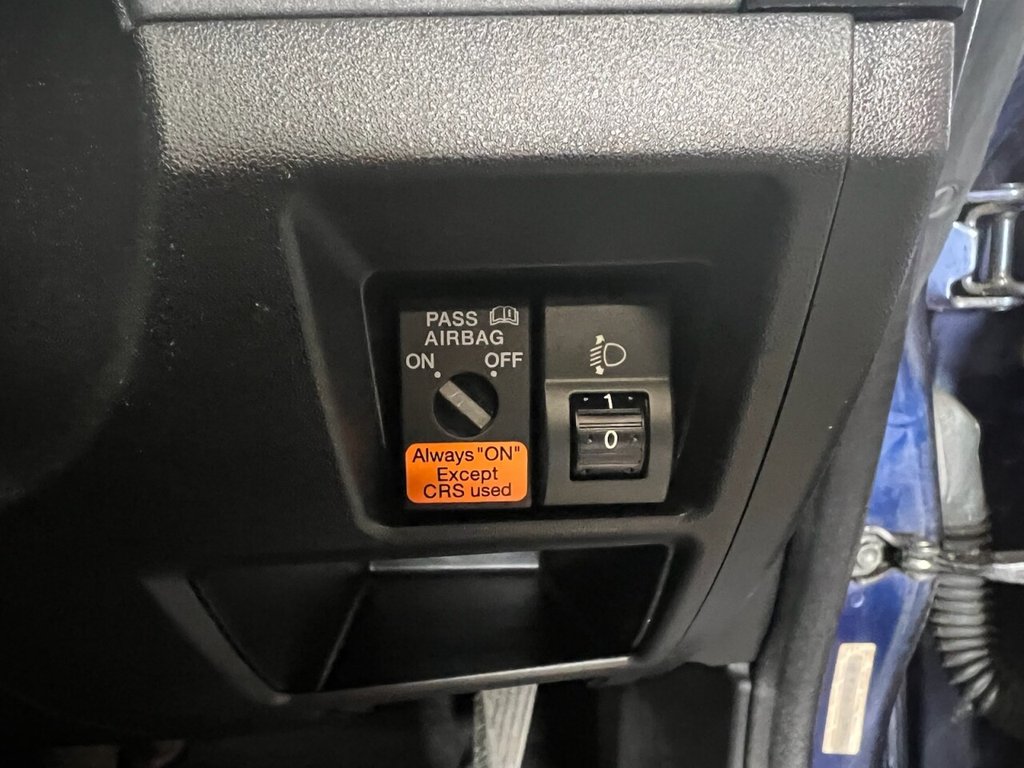 PASS
AIRBAG
ON OFF
Always "ON"
Except
CRS used
1
0